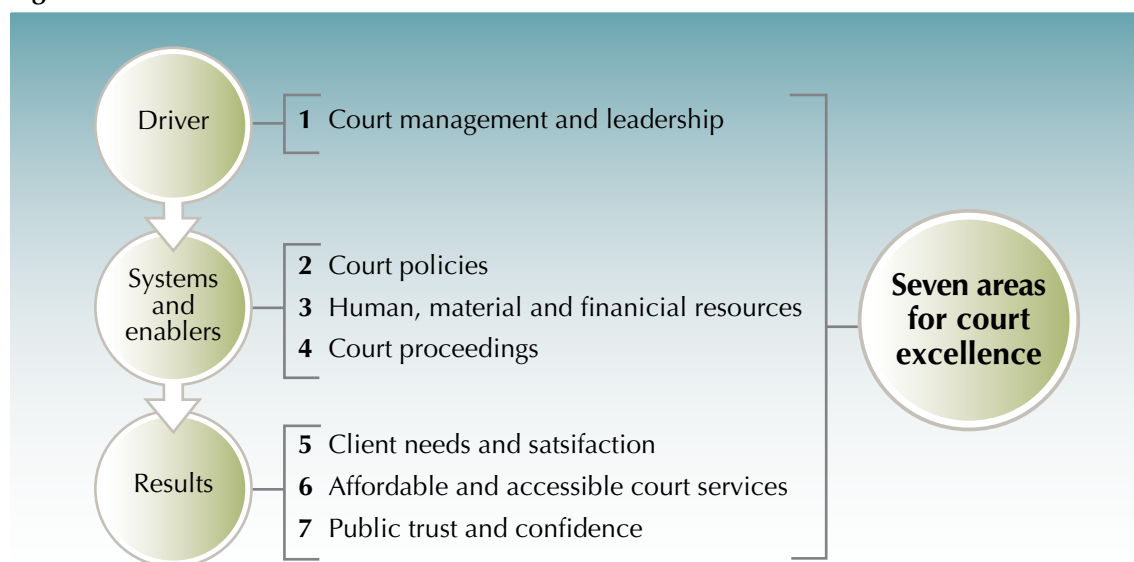 Driver
1 Court management and leadership
Systems
and
enablers
2 Court policies
3 Human, material and finanicial resources
4 Court proceedings
Results
5 Client needs and satsifaction
6 Affordable and accessible court services
7 Public trust and confidence
Seven areas
for court
excellence